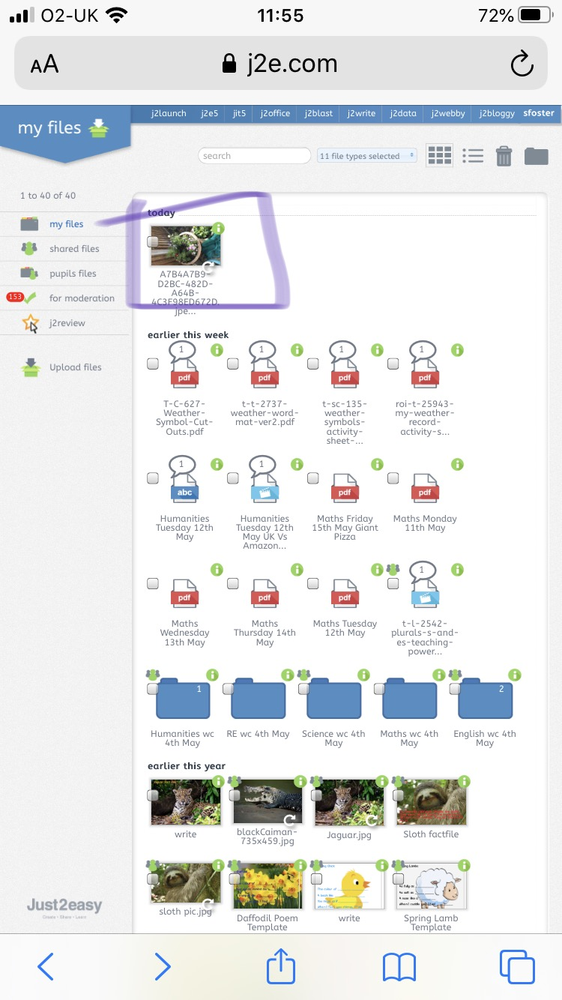 O2-UK 11:55 72%
AA j2e.com
my files
j2launch j2e5 jit5 j2office j2blast j2write j2data j2webby j2bloggy sfoster
search 11 file types selected
1 to 40 of 40
my files
shared files
pupils files
153 for moderation
j2review
Upload files
today
A7B4A7B9-
D2BC-482D-
A64B-
4C3F98ED672D.
jpe...
earlier this week
1 1 1 1
pdf pdf pdf pdf
T-C-627-
Weather-
Symbol-Cut-
Outs.pdf
t-t-2737-
weather-word-
mat-ver2.pdf
t-sc-135-
weather-
symbols-
activity-
sheet-...
roi-t-25943-
my-weather-
record-
activity-s...
1 1
abc pdf pdf
Humanities
Tuesday 12th
May
Humanities
Tuesday 12th
May UK Vs
Amazon...
Maths Friday
15th May Giant
Pizza
Maths Monday
11th May
1
pdf pdf pdf
Maths
Wednesday
13th May
Maths
Thursday 14th
May
Maths Tuesday
12th May
t-l-2542-
plurals-s-and-
es-teaching-
power...
1 2
Humanities wc
4th May
RE wc 4th May
Science wc 4th
May
Maths wc 4th
May
English wc 4th
May
earlier this year
write
blackCaiman-
735x459.jpg
Jaguar.jpg
Sloth factfile
sloth pic.jpg
Daffodil Poem
Template
write
Spring Lamb
Template
Just2easy
Create • Share • Learn